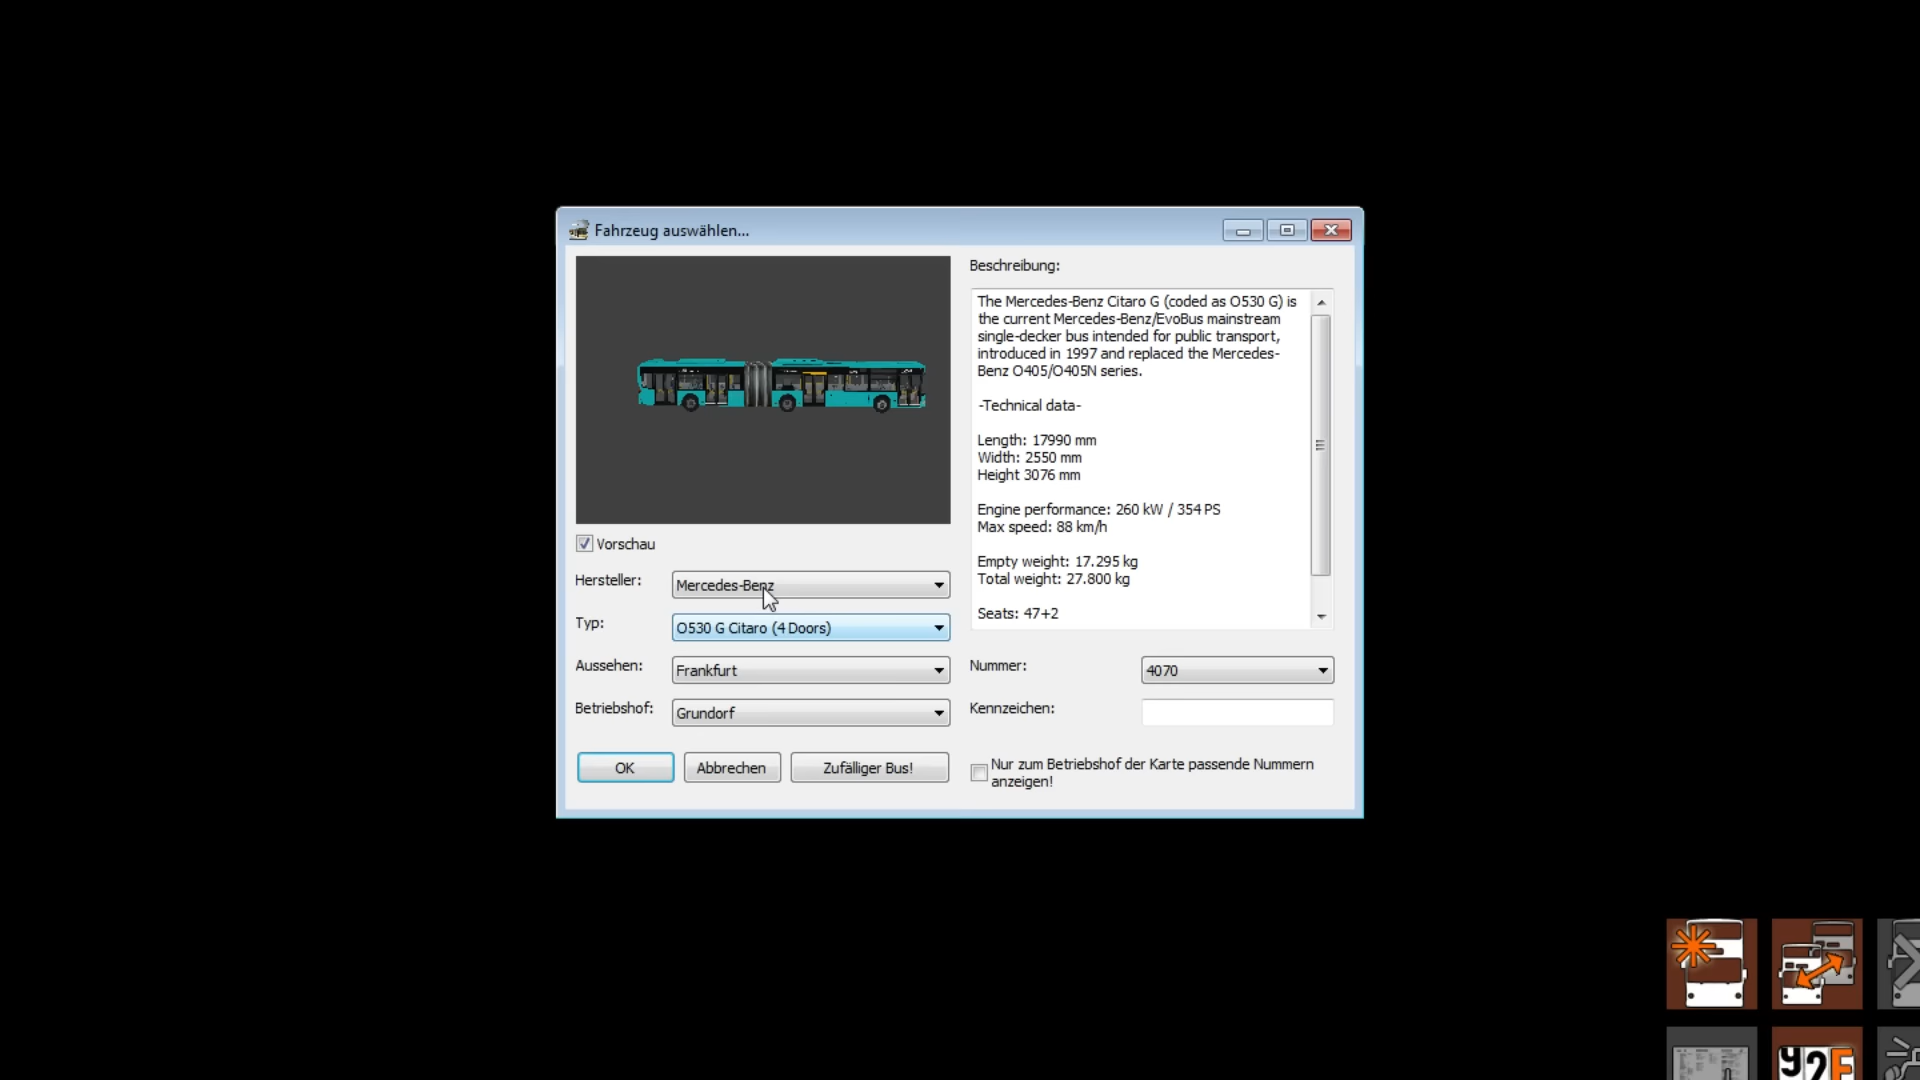 Fahrzeug auswählen...
Beschreibung:
The Mercedes-Benz Citaro G (coded as O530 G) is
the current Mercedes-Benz/EvoBus mainstream
single-decker bus intended for public transport,
introduced in 1997 and replaced the Mercedes-
Benz O405/O405N series.
-Technical data-
Length: 17990 mm
Width: 2550 mm
Height 3076 mm
Engine performance: 260 kW / 354 PS
Max speed: 88 km/h
Empty weight: 17.295 kg
Total weight: 27.800 kg
Seats: 47+2
Vorschau
Hersteller:
Mercedes-Benz
Typ:
O530 G Citaro (4 Doors)
Aussehen:
Frankfurt
Nummer:
4070
Betriebshof:
Grundorf
Kennzeichen:
OK
Abbrechen
Zufälliger Bus!
Nur zum Betriebshof der Karte passende Nummern
anzeigen!